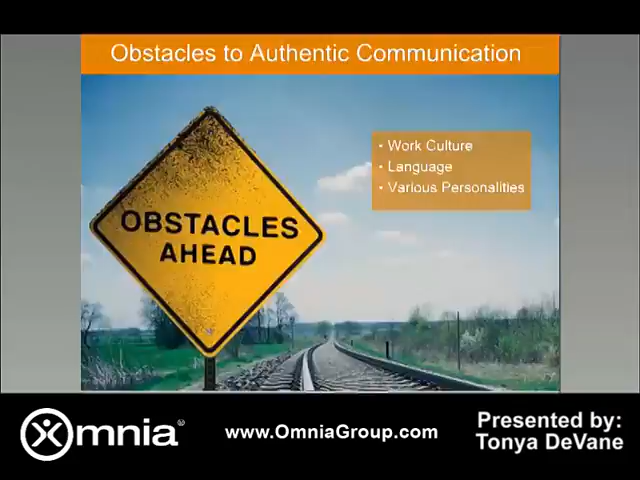 Obstacles to Authentic Communication
• Work Culture
• Language
• Various Personalities
OBSTACLES
AHEAD
Omnia®
www.OmniaGroup.com
Presented by:
Tonya DeVane